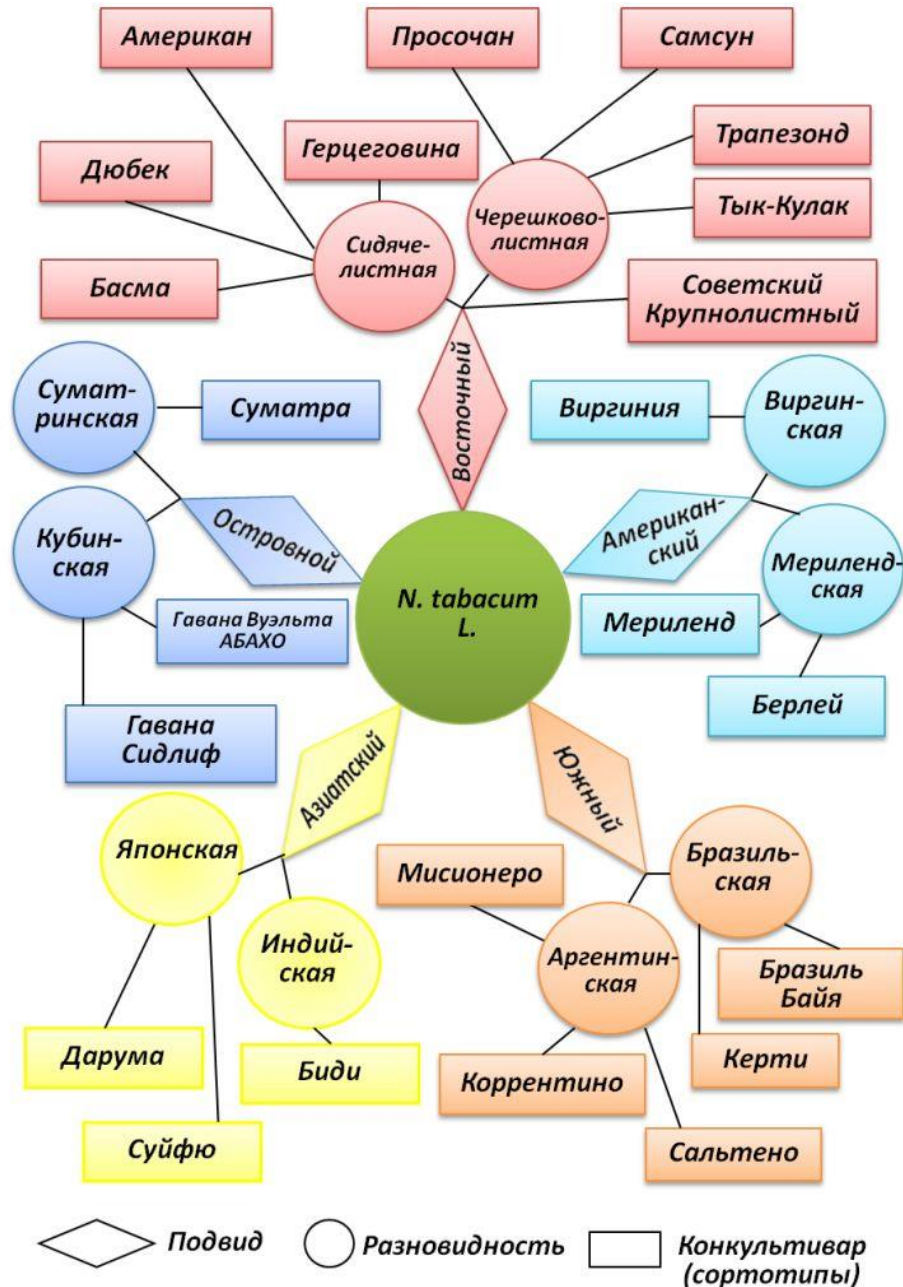 Американ
Просочан
Самсун
Герцеговина
Трапезонд
Дюбек
Тык-Кулак
Сидяче-
листная
Черешково-
листная
Басма
Советский
Крупнолистный
Восточный
Сумат-
ринская
Суматра
Виргиния
Виргин-
ская
Островной
Американ-
ский
Кубин-
ская
Мериленд-
ская
N. tabacum
L.
Гавана Вуэльта
АБАХО
Мериленд
Гавана
Сидлиф
Берлей
Азиатский
Южный
Японская
Мисионеро
Бразиль-
ская
Индий-
ская
Аргентин-
ская
Бразиль
Байя
Дарума
Биди
Коррентино
Керти
Суйфю
Сальтено
Подвид
Разновидность
Конкультивар
(сортотипы)